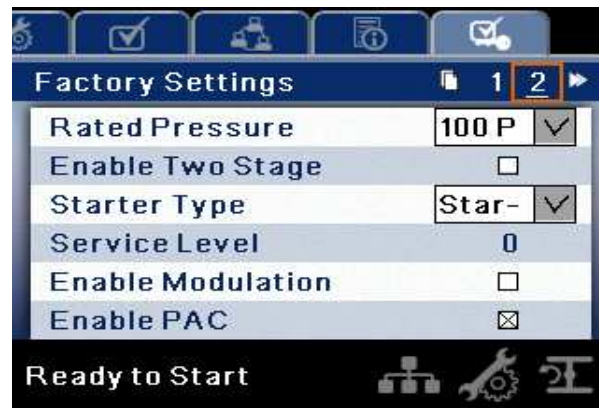 Factory Settings 1 2
Rated Pressure 100 P
Enable Two Stage
Starter Type Star-
Service Level 0
Enable Modulation
Enable PAC
Ready to Start